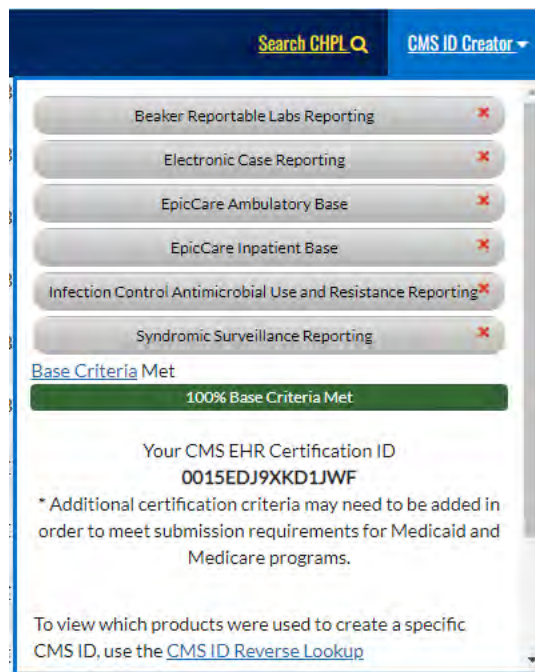 Search CHPL
CMS ID Creator
Beaker Reportable Labs Reporting
Electronic Case Reporting
EpicCare Ambulatory Base
EpicCare Inpatient Base
Infection Control Antimicrobial Use and Resistance Reporting
Syndromic Surveillance Reporting
Base Criteria Met
100% Base Criteria Met
Your CMS EHR Certification ID
0015EDJ9XKD1JWF
* Additional certification criteria may need to be added in
order to meet submission requirements for Medicaid and
Medicare programs.
To view which products were used to create a specific
CMS ID, use the CMS ID Reverse Lookup